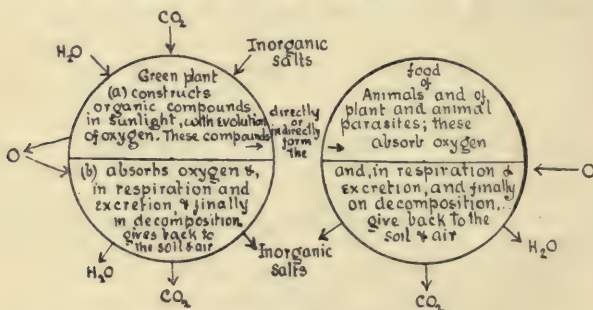 CO2
H2O
Inorganic
salts
Green plant
(a) constructs
organic compounds
in sunlight, with evolution
of oxygen. These compounds
directly
or
indirectly
form
the
food
of
Animals and of
plant and animal
parasites; these
absorb oxygen
O
(b) absorbs oxygen &,
in respiration and
excretion & finally
in decomposition
gives back to
the soil & air
and, in respiration &
excretion, and finally
on decomposition,
give back to the
soil & air
O
H2O
CO2
Inorganic
salts
CO2
H2O